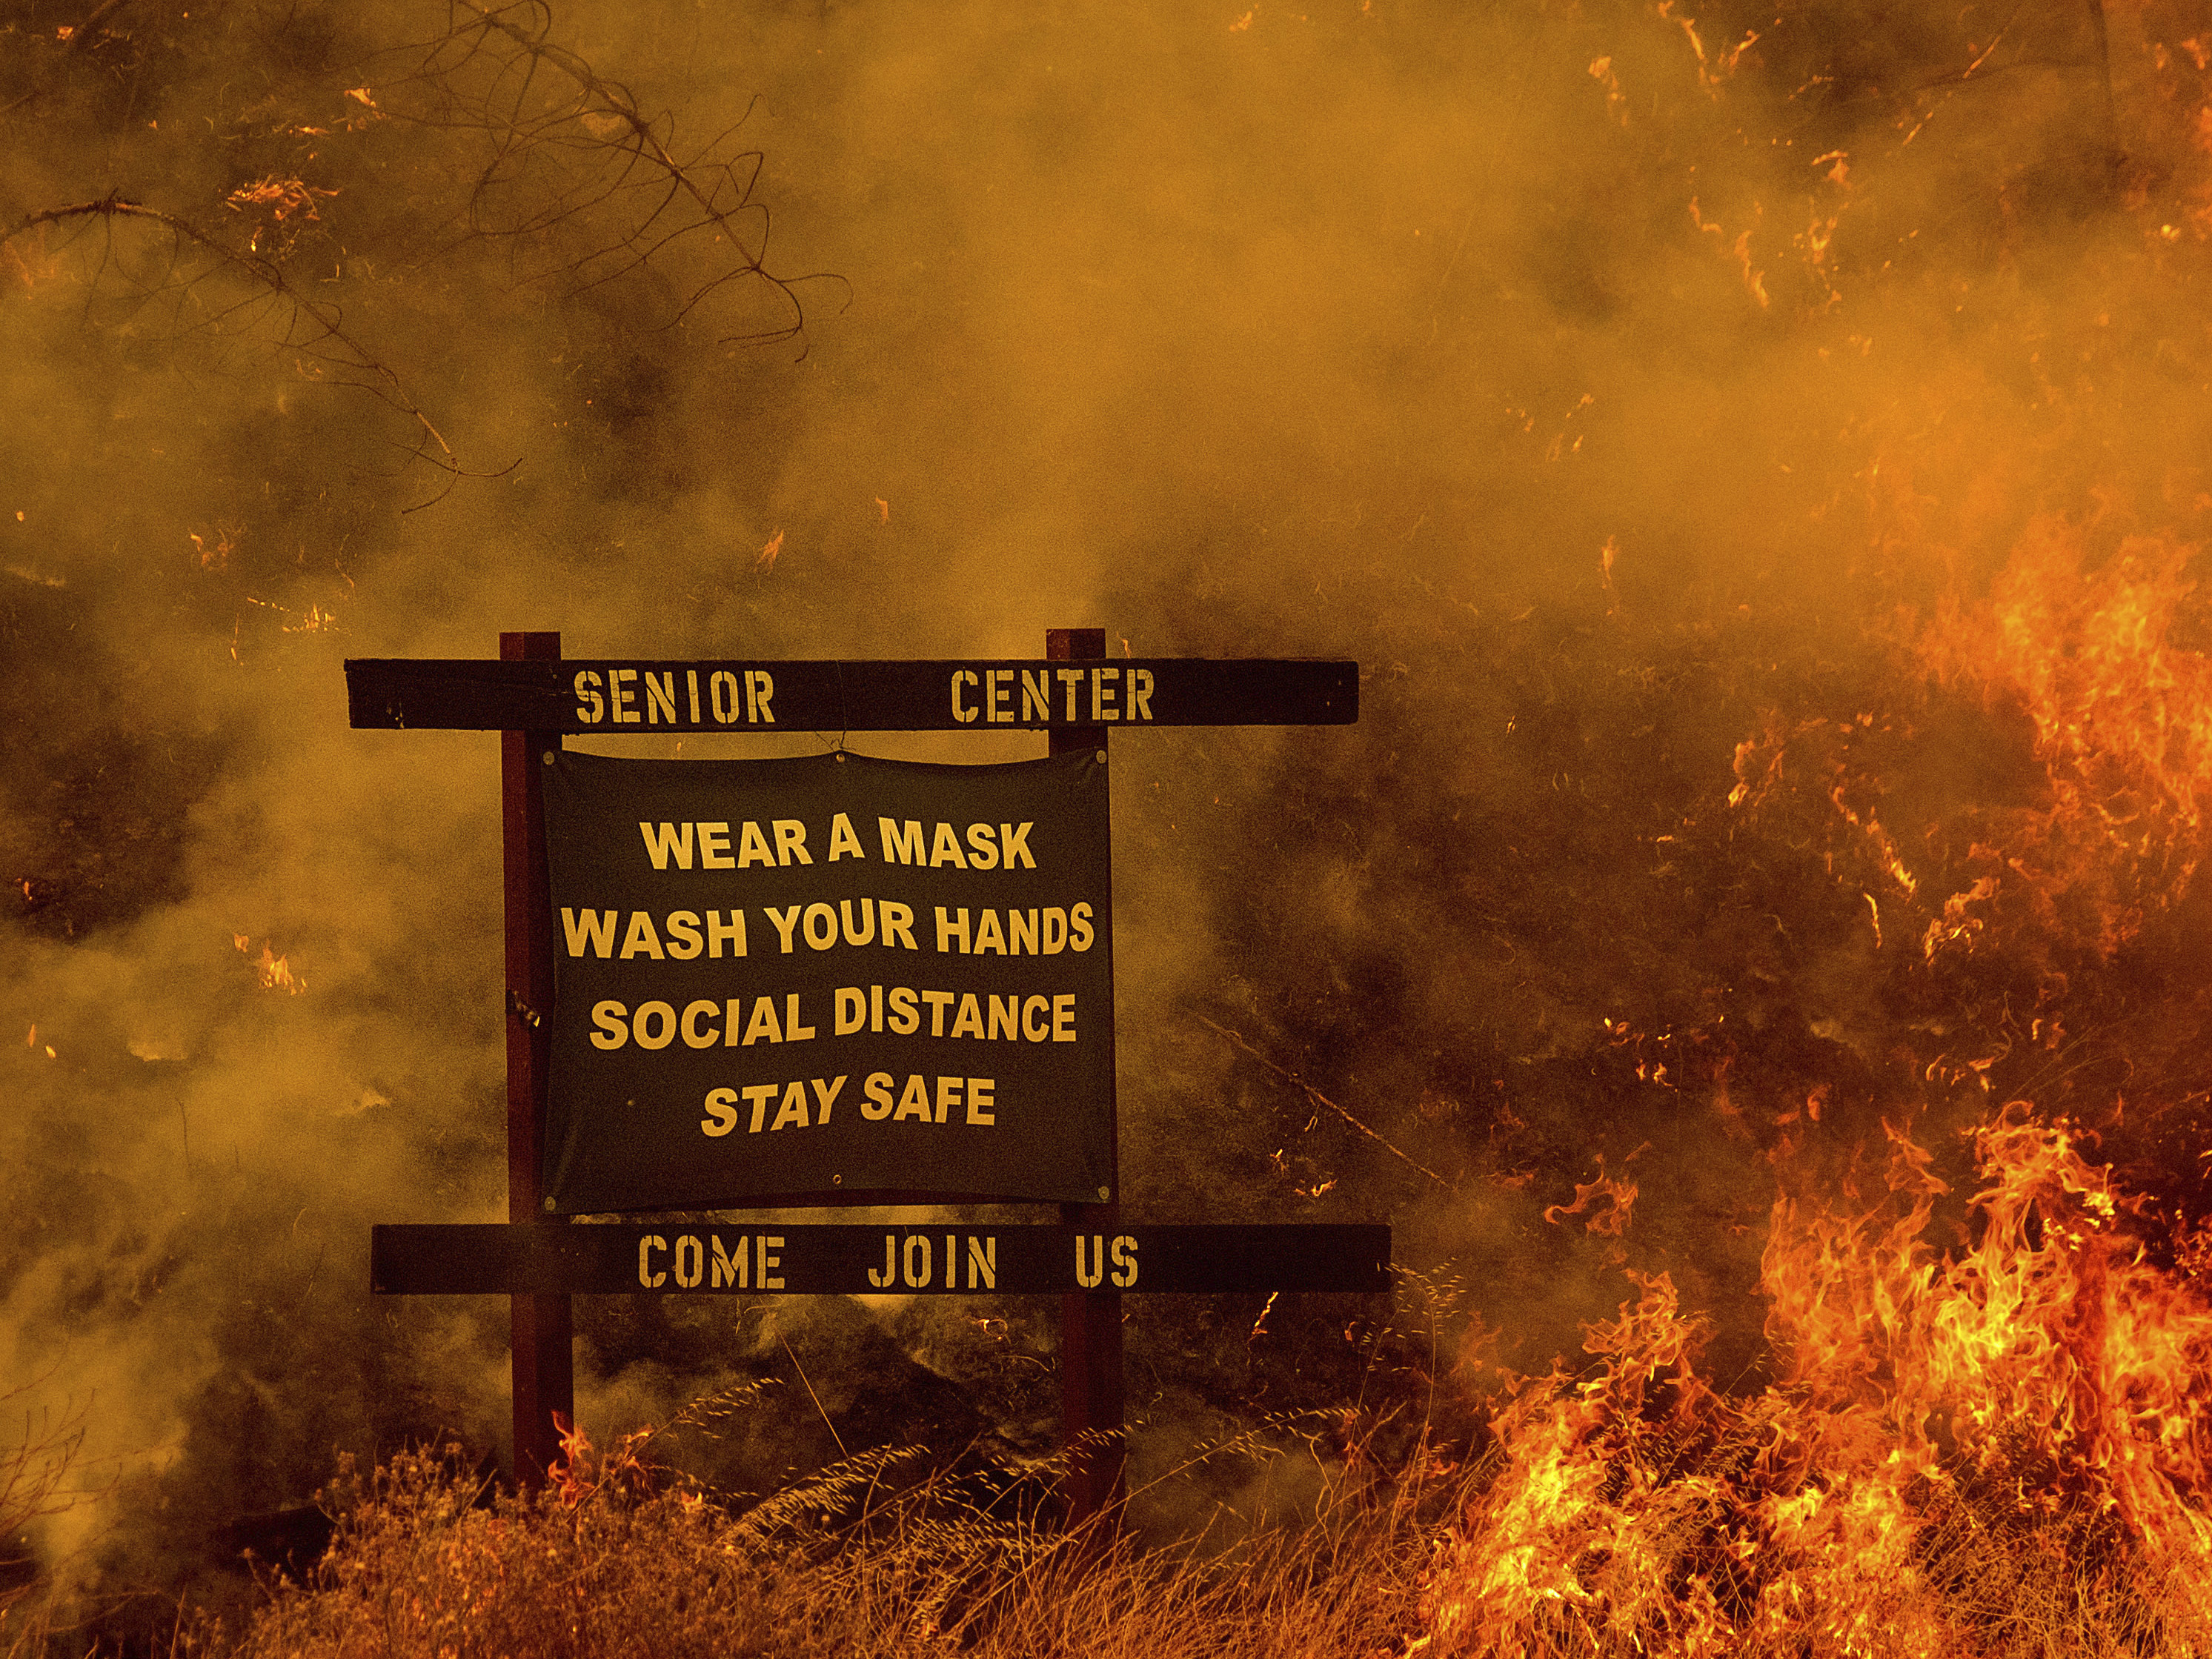 SENIOR CENTER
WEAR A MASK
WASH YOUR HANDS
SOCIAL DISTANCE
STAY SAFE
COME JOIN US